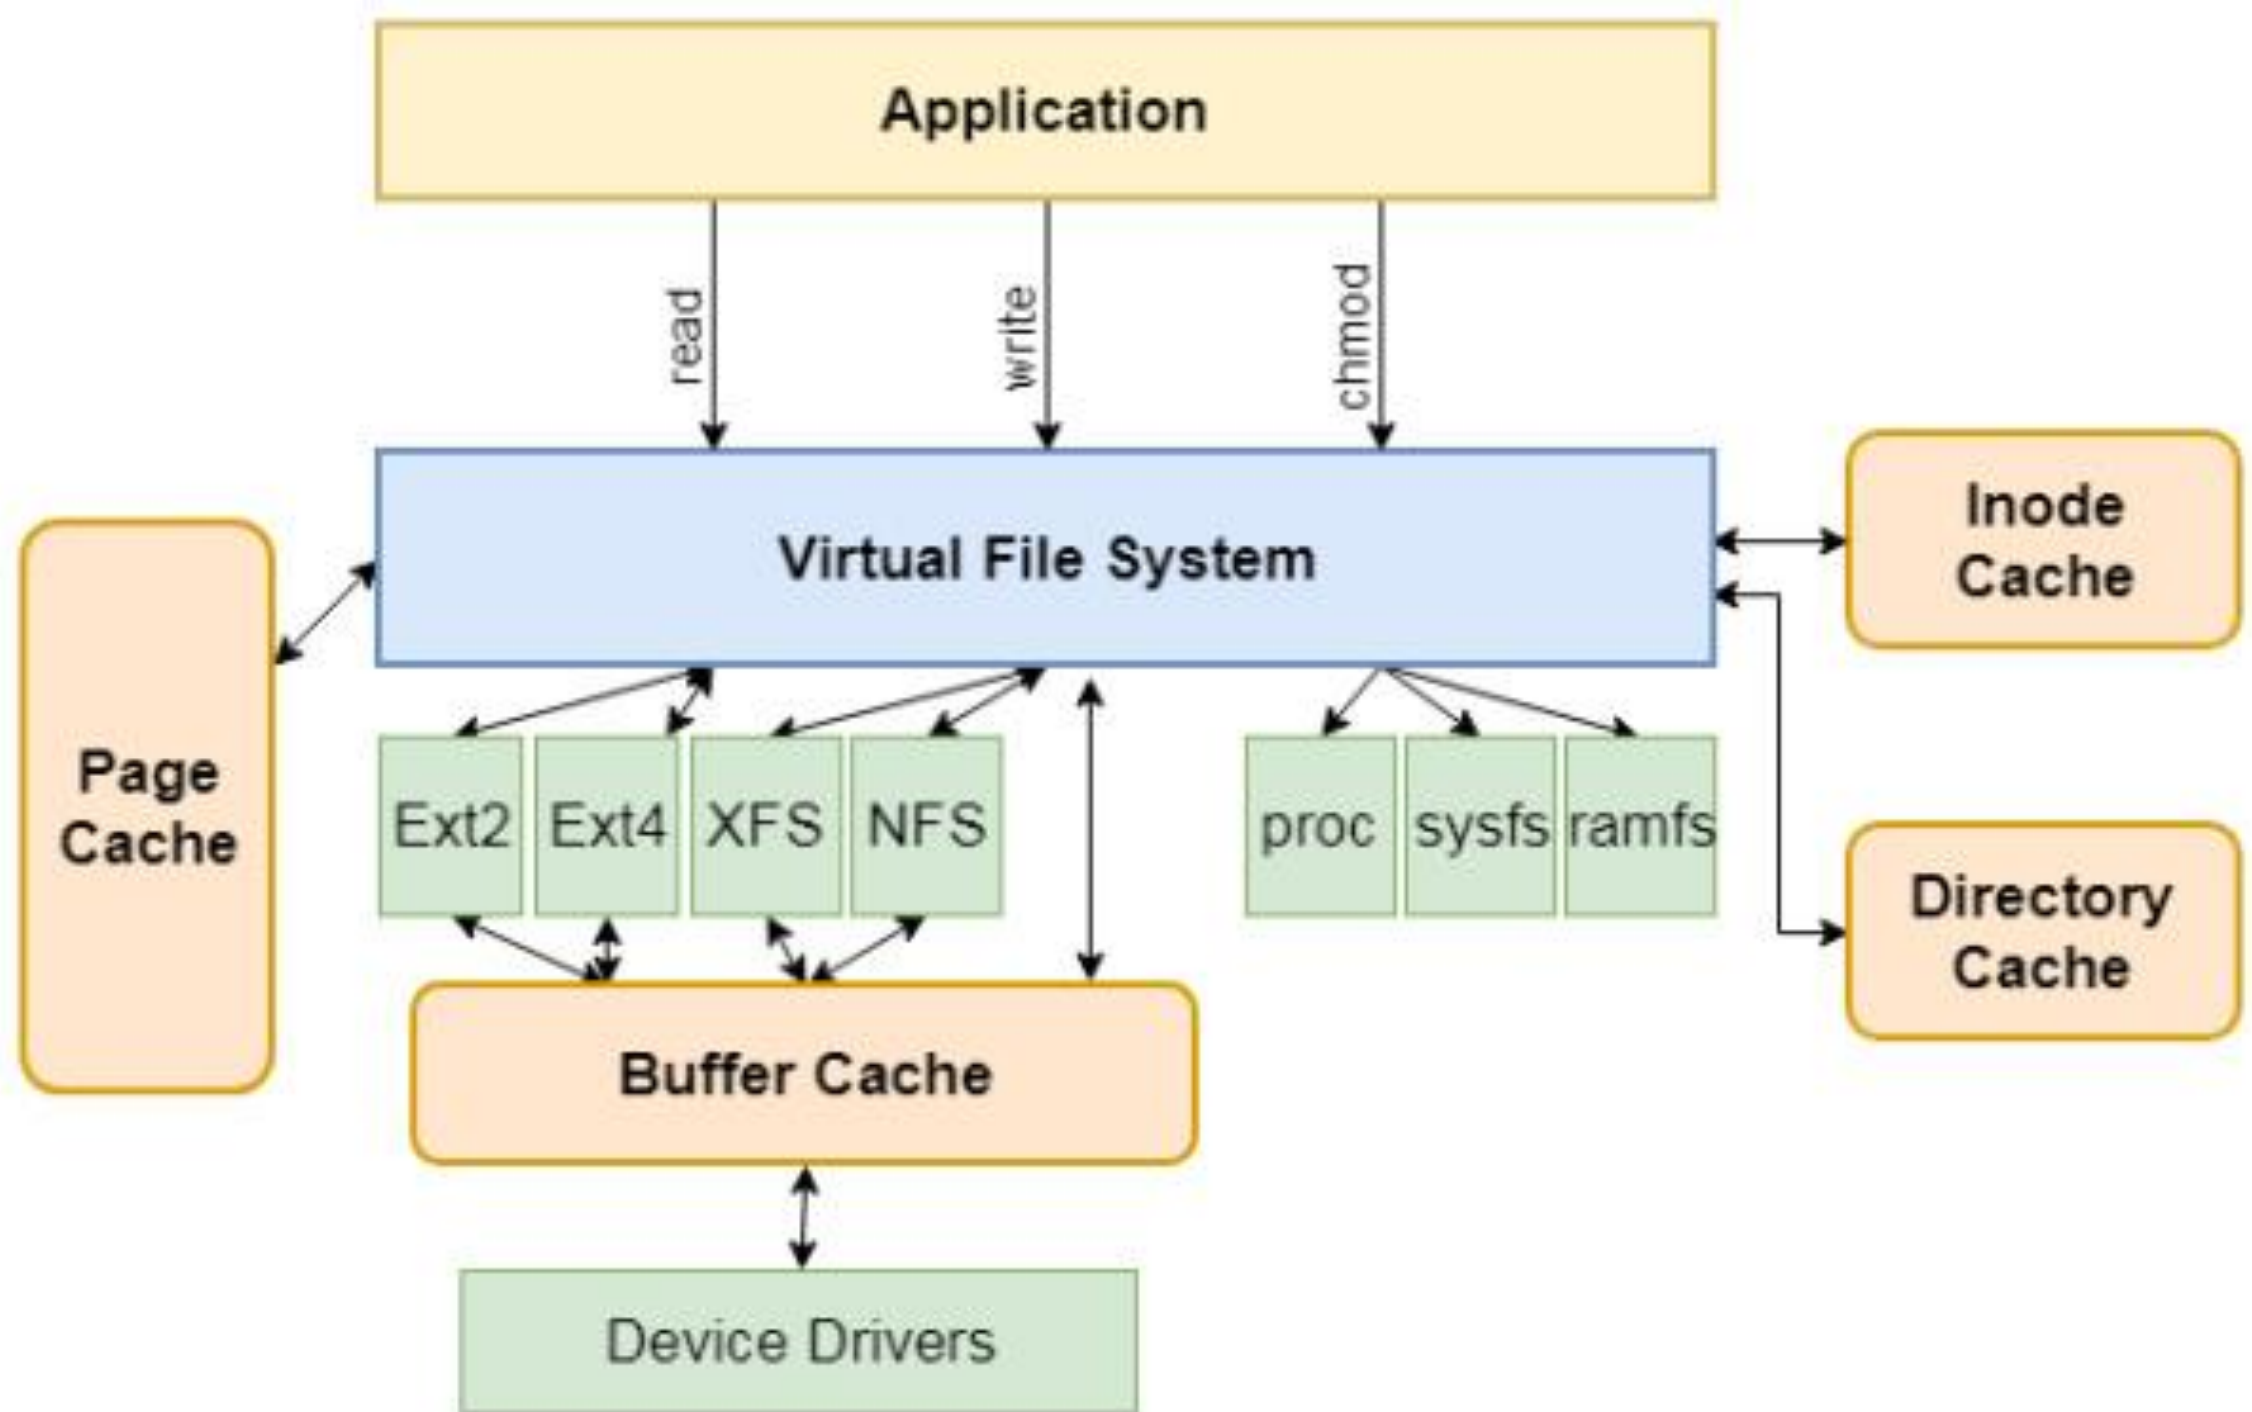 Application
read
write
chmod
Virtual File System
Inode
Cache
Page
Cache
Ext2
Ext4
XFS
NFS
proc
sysfs
ramfs
Directory
Cache
Buffer Cache
Device Drivers